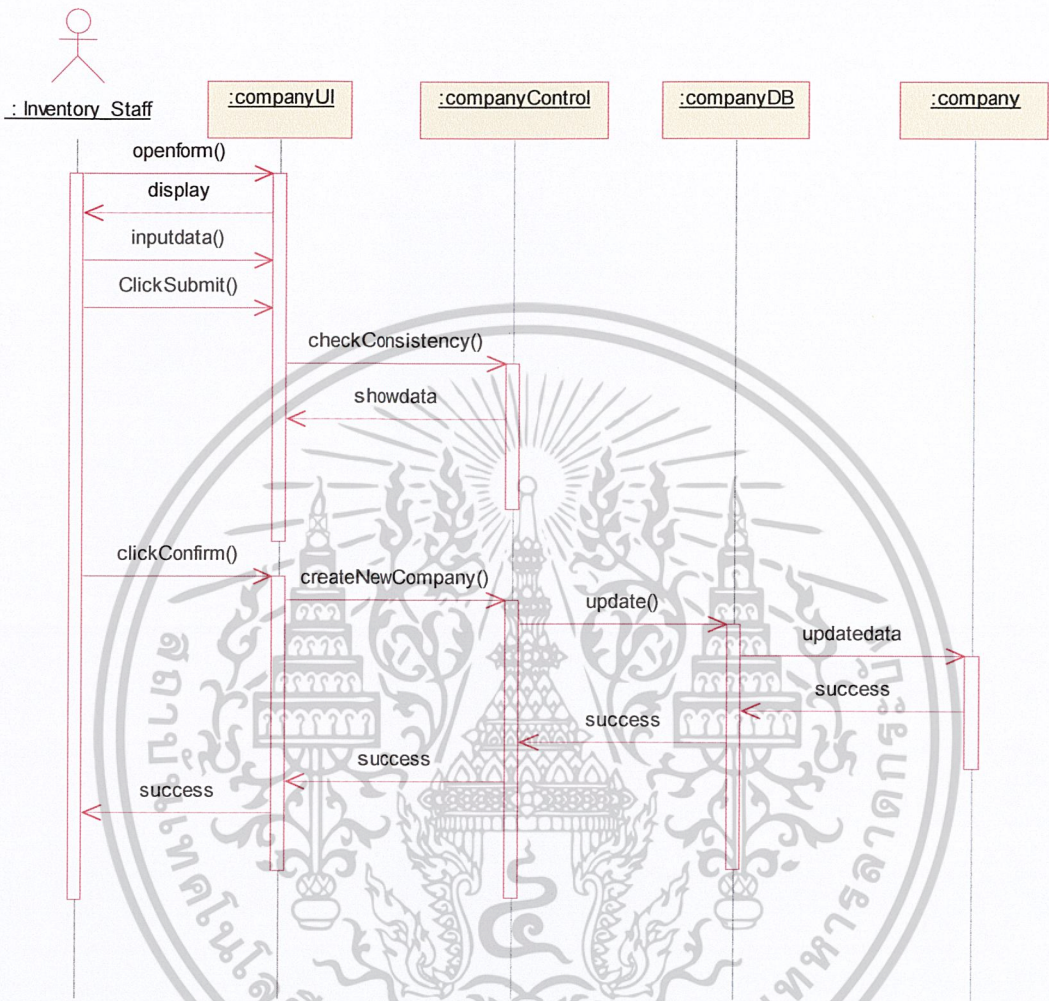 : Inventory_Staff
:companyUI
:companyControl
:companyDB
:company
openform()
display
inputdata()
ClickSubmit()
checkConsistency()
showdata
clickConfirm()
createNewCompany()
update()
updatedata
success
success
success
success